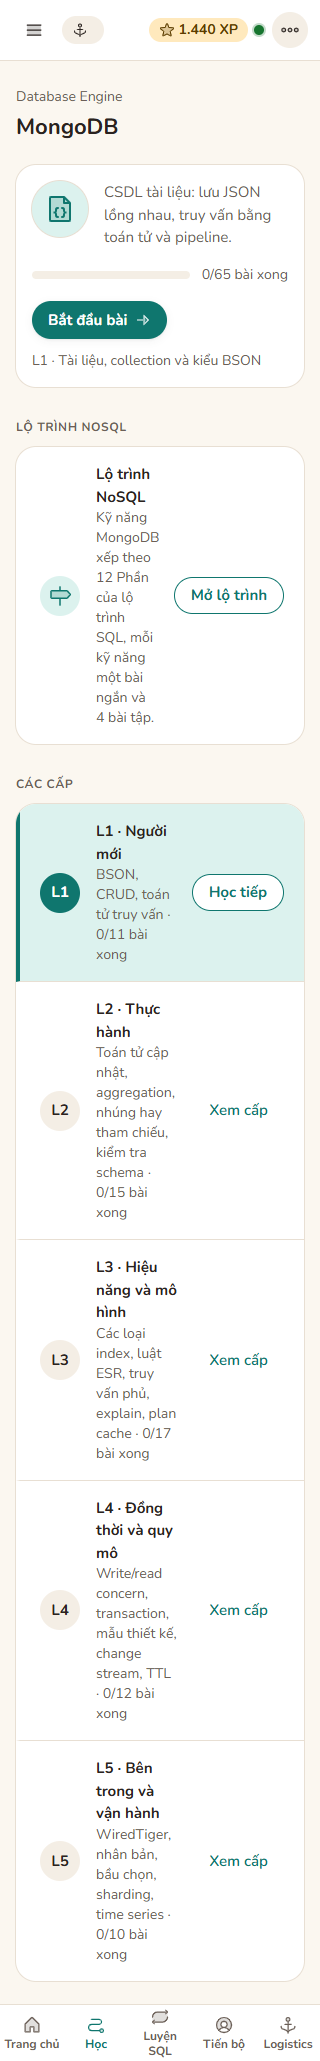 1.440 XP
Database Engine
MongoDB
{}
CSDL tài liệu: lưu JSON
lồng nhau, truy vấn bằng
toán tử và pipeline.
0/65 bài xong
Bắt đầu bài
L1 · Tài liệu, collection và kiểu BSON
LỘ TRÌNH NOSQL
Lộ trình
NoSQL
Kỹ năng
MongoDB
xếp theo
12 Phần
của lộ
trình
SQL, mỗi
kỹ năng
một bài
ngắn và
4 bài tập.
Mở lộ trình
CÁC CẤP
L1
L1 · Người
mới
BSON,
CRUD, toán
tử truy vấn ·
0/11 bài
xong
Học tiếp
L2
L2 · Thực
hành
Toán tử cập
nhật,
aggregation,
nhúng hay
tham chiếu,
kiểm tra
schema ·
0/15 bài
xong
Xem cấp
L3
L3 · Hiệu
năng và mô
hình
Các loại
index, luật
ESR, truy
vấn phủ,
explain, plan
cache · 0/17
bài xong
Xem cấp
L4
L4 · Đồng
thời và quy
mô
Write/read
concern,
transaction,
mẫu thiết kế,
change
stream, TTL
· 0/12 bài
xong
Xem cấp
L5
L5 · Bên
trong và
vận hành
WiredTiger,
nhân bản,
bầu chọn,
sharding,
time series ·
0/10 bài
xong
Xem cấp
Trang chủ
Học
Luyện
SQL
Tiến bộ
Logistics